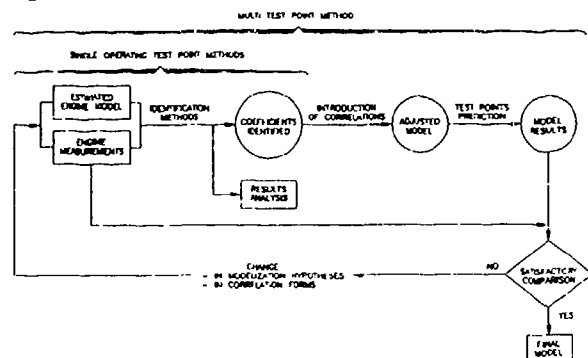 MULTI TEST POINT METHOD
SINGLE OPERATING TEST POINT METHODS
ESTIMATED
ENGINE MODEL
ENGINE
MEASUREMENTS
IDENTIFICATION
METHODS
COEFFICIENTS
IDENTIFIED
INTRODUCTION
OF CORRELATIONS
ADJUSTED
MODEL
TEST POINTS
PREDICTION
MODEL
RESULTS
RESULTS
ANALYSIS
CHANGE
- IN MODELIZATION HYPOTHESES
- IN CORRELATION FORMS
NO
SATISFACTORY
COMPARISON
YES
FINAL
MODEL